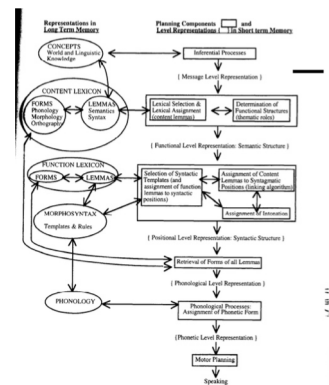 Representations in
Long Term Memory
Planning Components and
Level Representations { } in Short term Memory
CONCEPTS
World and Linguistic
Knowledge
Inferential Processes
{ Message Level Representation }
CONTENT LEXICON
FORMS
Phonology
Morphology
Orthography
LEMMAS
Semantics
Syntax
Lexical Selection &
Lexical Assignment
(content lemmas)
Determination of
Functional Structures
(thematic roles)
{ Functional Level Representation: Semantic Structure }
FUNCTION LEXICON
FORMS
LEMMAS
Selection of Syntactic
Templates (and
assignment of function
lemmas to syntactic
positions)
Assignment of Content
Lemmas to Syntagmatic
Positions (linking algorithm)
Assignment of Intonation
MORPHOSYNTAX
Templates & Rules
{ Positional Level Representation: Syntactic Structure }
Retrieval of Forms of all Lemmas
{Phonological Level Representation }
PHONOLOGY
Phonological Processes:
Assignment of Phonetic Form
{Phonetic Level Representation }
Motor Planning
Speaking